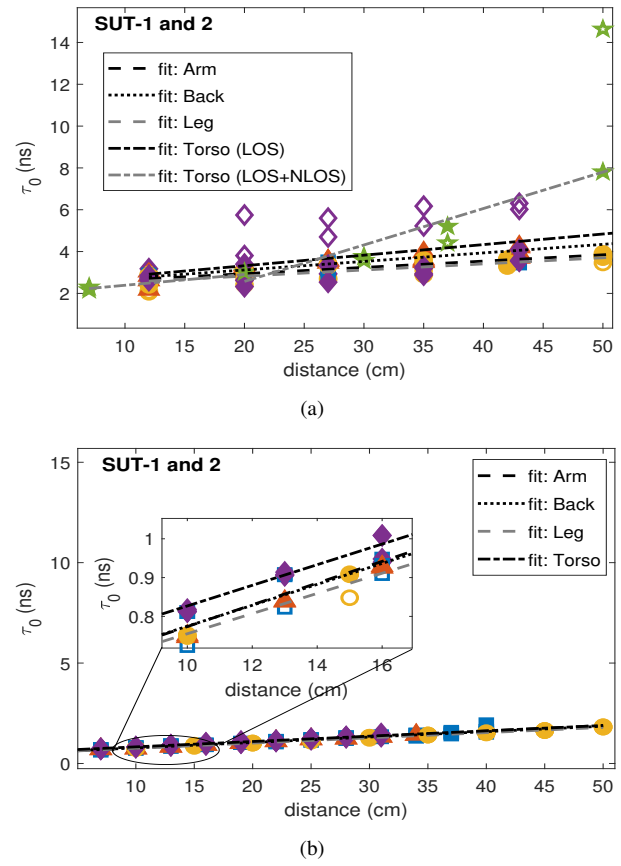 SUT-1 and 2
fit: Arm
fit: Back
fit: Leg
fit: Torso (LOS)
fit: Torso (LOS+NLOS)
14
12
10
8
6
4
2
τ0 (ns)
10 15 20 25 30 35 40 45 50
distance (cm)
(a)
SUT-1 and 2
fit: Arm
fit: Back
fit: Leg
fit: Torso
15
10
5
0
τ0 (ns)
1
0.9
0.8
τ0 (ns)
10 12 14 16
distance (cm)
10 15 20 25 30 35 40 45 50
distance (cm)
(b)